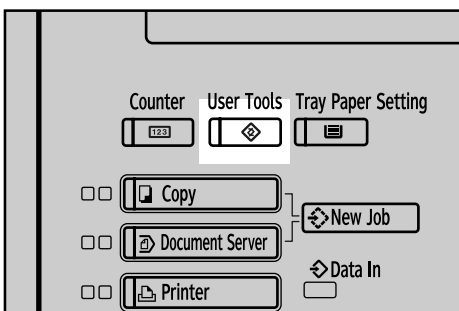 Counter
User Tools
Tray Paper Setting
123
Copy
New Job
Document Server
Data In
Printer